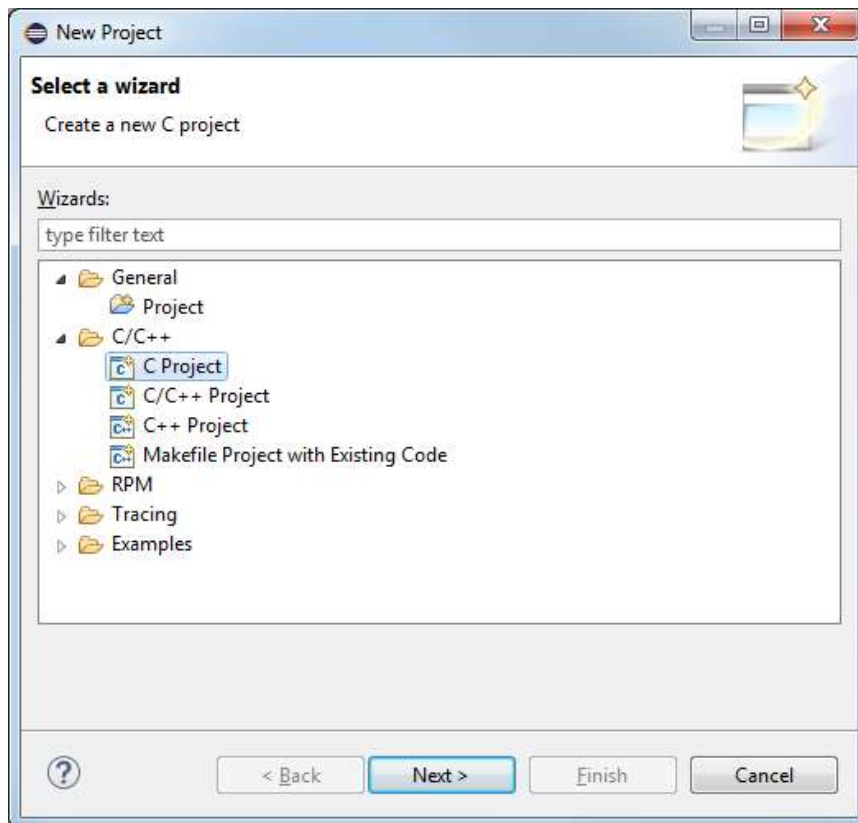 New Project
Select a wizard
Create a new C project
Wizards:
type filter text
General
Project
C/C++
C Project
C/C++ Project
C++ Project
Makefile Project with Existing Code
RPM
Tracing
Examples
? < Back Next > Finish Cancel